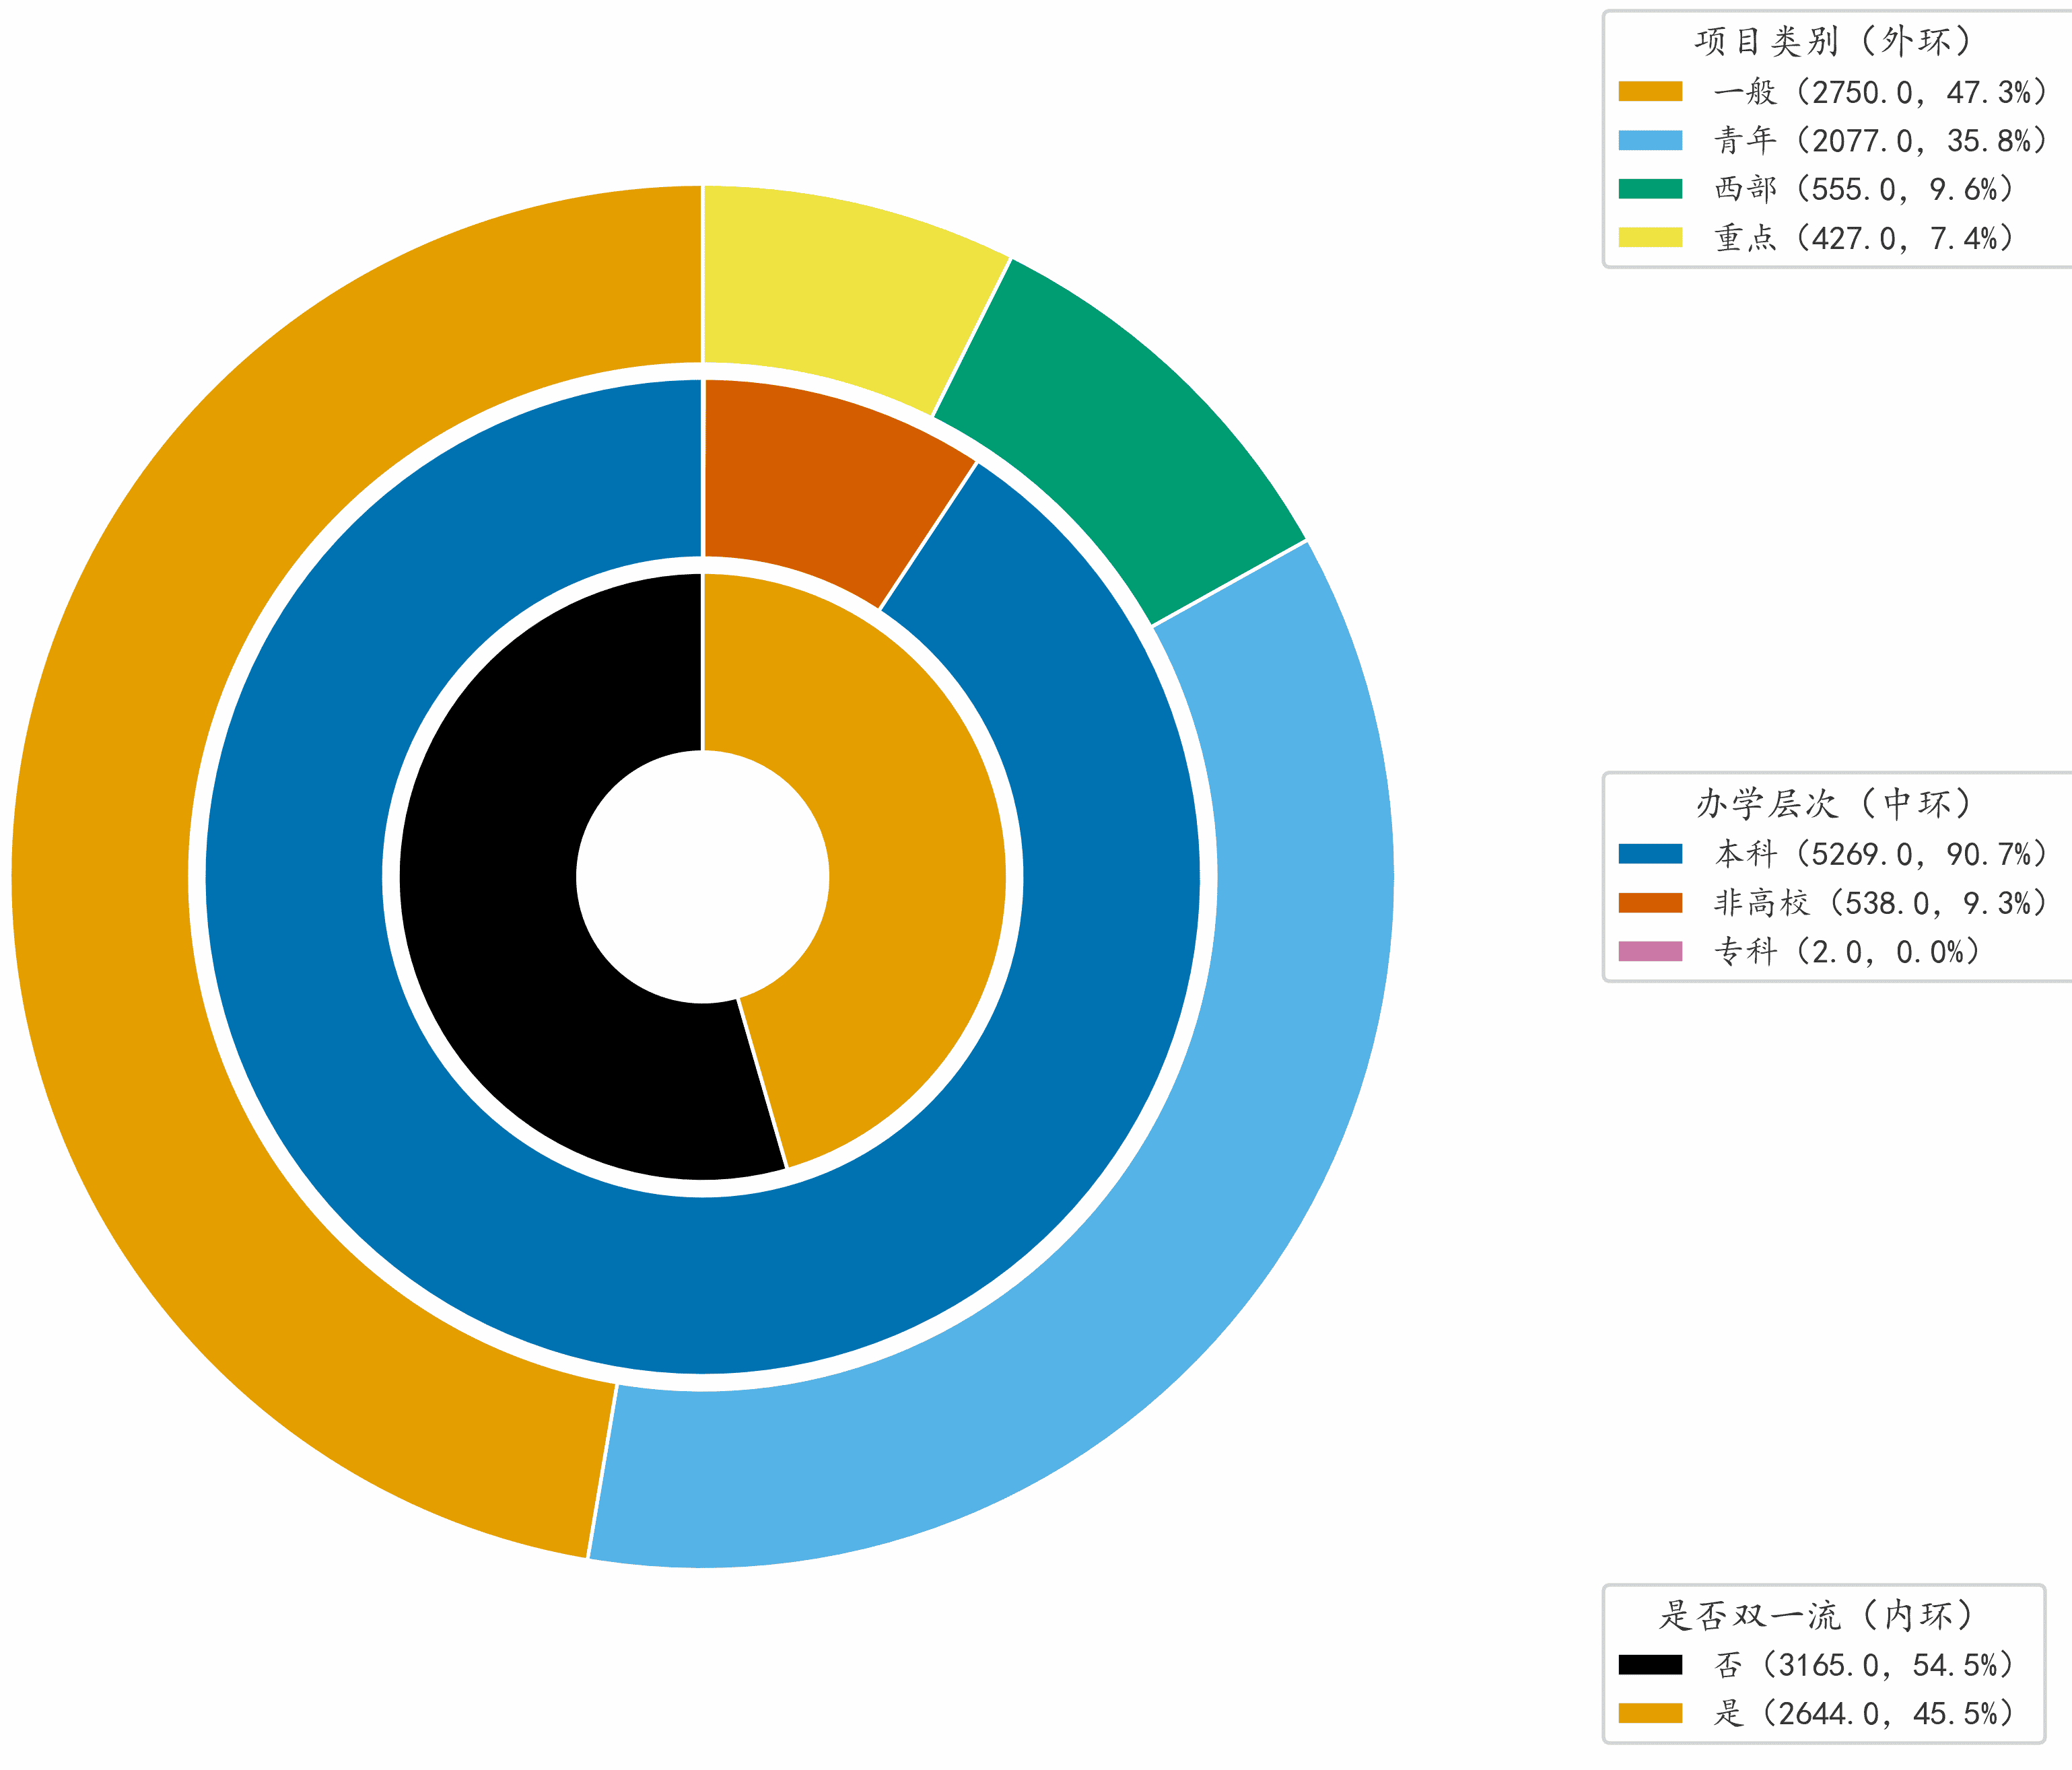 项目类别 (外环)
一般 (2750.0, 47.3%)
青年 (2077.0, 35.8%)
西部 (555.0, 9.6%)
重点 (427.0, 7.4%)
办学层次 (中环)
本科 (5269.0, 90.7%)
非高校 (538.0, 9.3%)
专科 (2.0, 0.0%)
是否双一流 (内环)
否 (3165.0, 54.5%)
是 (2644.0, 45.5%)